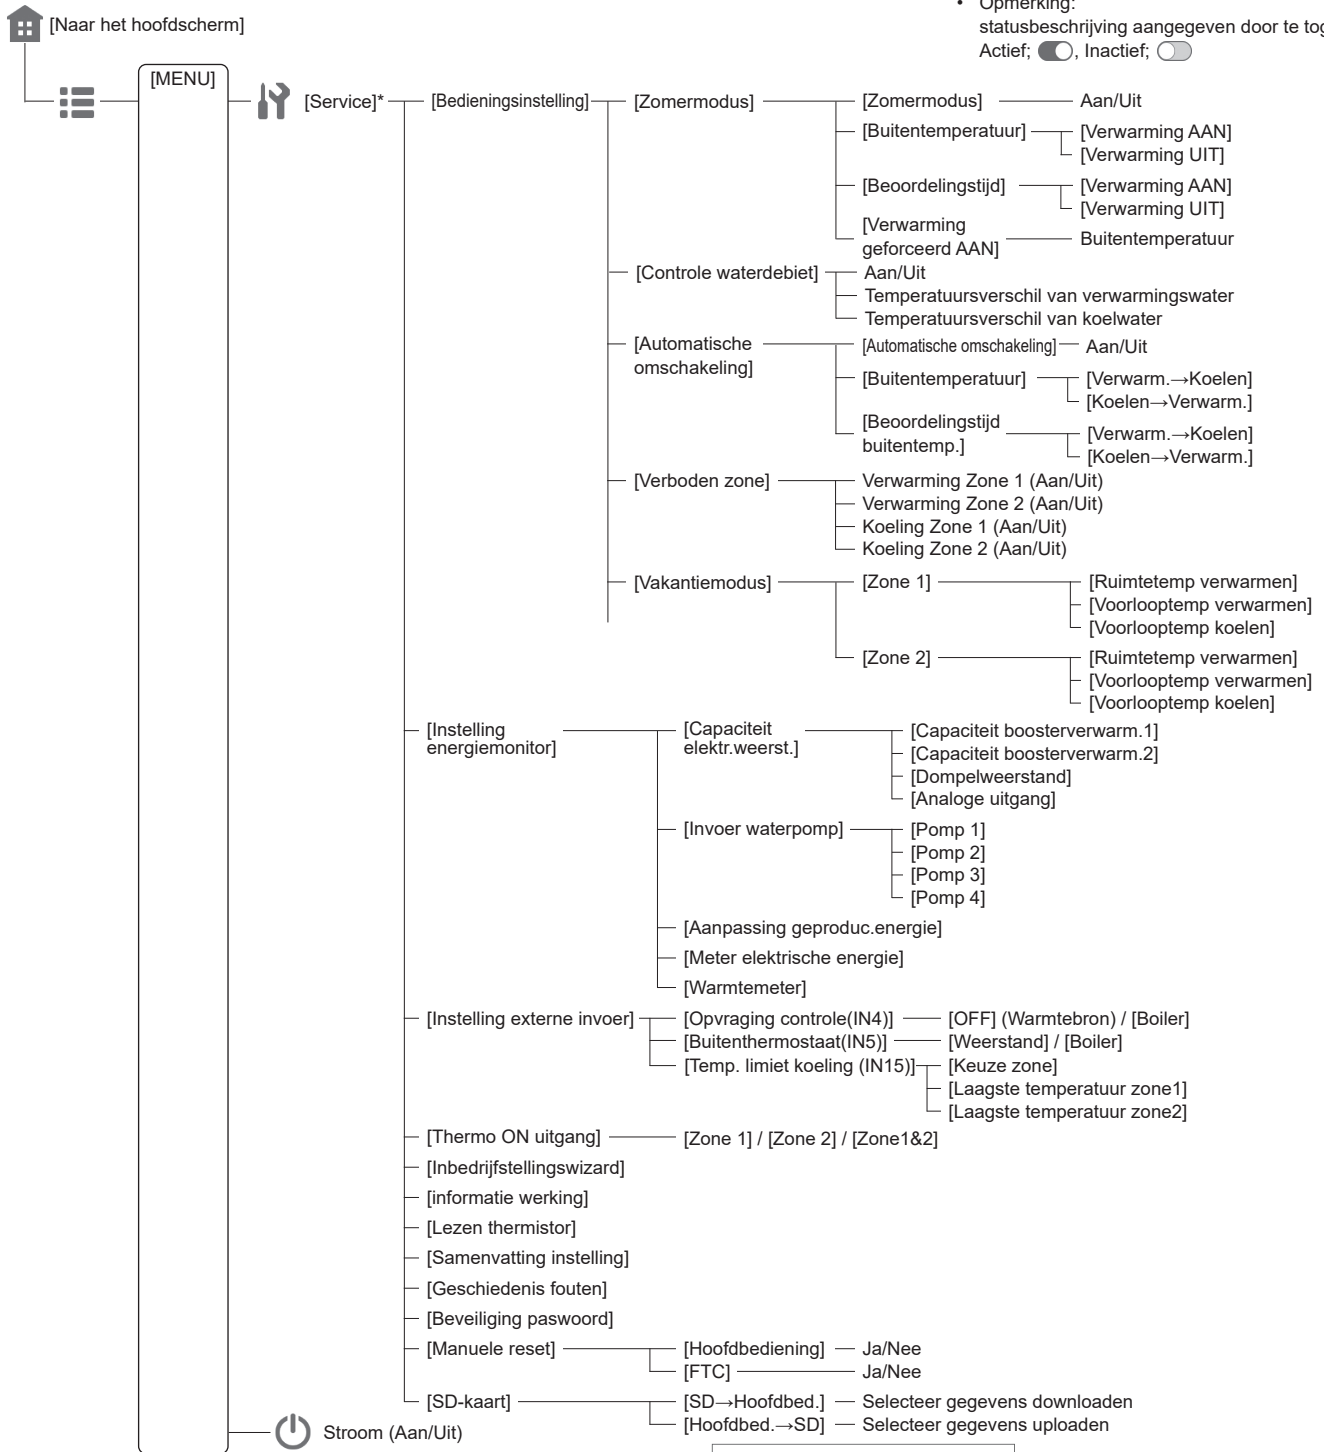 • Opmerking:
[Naar het hoofdscherm]
statusbeschrijving aangegeven door te
Actief; , Inactief;
[MENU]
[Service]*
[Bedieningsinstelling]
[Zomermodus]
[Zomermodus]
Aan/Uit
[Buitentemperatuur]
[Verwarming AAN]
[Verwarming UIT]
[Beoordelingstijd]
[Verwarming AAN]
[Verwarming UIT]
[Verwarming
geforceerd AAN]
Buitentemperatuur
[Controle waterdebiet]
Aan/Uit
Temperatuursverschil van verwarmingswater
Temperatuursverschil van koelwater
[Automatische
omschakeling]
[Automatische omschakeling]
Aan/Uit
[Buitentemperatuur]
[Verwarm.→Koelen]
[Koelen→Verwarm.]
[Beoordelingstijd
buitentemp.]
[Verwarm.→Koelen]
[Koelen→Verwarm.]
[Verboden zone]
Verwarming Zone 1 (Aan/Uit)
Verwarming Zone 2 (Aan/Uit)
Koeling Zone 1 (Aan/Uit)
Koeling Zone 2 (Aan/Uit)
[Vakantiemodus]
[Zone 1]
[Ruimtetemp verwarmen]
[Voorlooptemp verwarmen]
[Voorlooptemp koelen]
[Zone 2]
[Ruimtetemp verwarmen]
[Voorlooptemp verwarmen]
[Voorlooptemp koelen]
[Instelling
energiemonitor]
[Capaciteit
elektr.weerst.]
[Capaciteit boosterverwarm.1]
[Capaciteit boosterverwarm.2]
[Dompelweerstand]
[Analoge uitgang]
[Invoer waterpomp]
[Pomp 1]
[Pomp 2]
[Pomp 3]
[Pomp 4]
[Aanpassing geproduc.energie]
[Meter elektrische energie]
[Warmtemeter]
[Instelling externe invoer]
[Opvraging controle(IN4)]
[OFF] (Warmtebron) / [Boiler]
[Buitenthermostaat(IN5)]
[Weerstand] / [Boiler]
[Temp. limiet koeling (IN15)]
[Keuze zone]
[Laagste temperatuur zone1]
[Laagste temperatuur zone2]
[Thermo ON uitgang]
[Zone 1] / [Zone 2] / [Zone1&2]
[Inbedrijfstellingswizard]
[informatie werking]
[Lezen thermistor]
[Samenvatting instelling]
[Geschiedenis fouten]
[Beveiliging paswoord]
[Manuele reset]
[Hoofdbediening]
Ja/Nee
[FTC]
Ja/Nee
[SD-kaart]
[SD→Hoofdbed.]
Selecteer gegevens downloaden
[Hoofdbed.→SD]
Selecteer gegevens uploaden
Stroom (Aan/Uit)